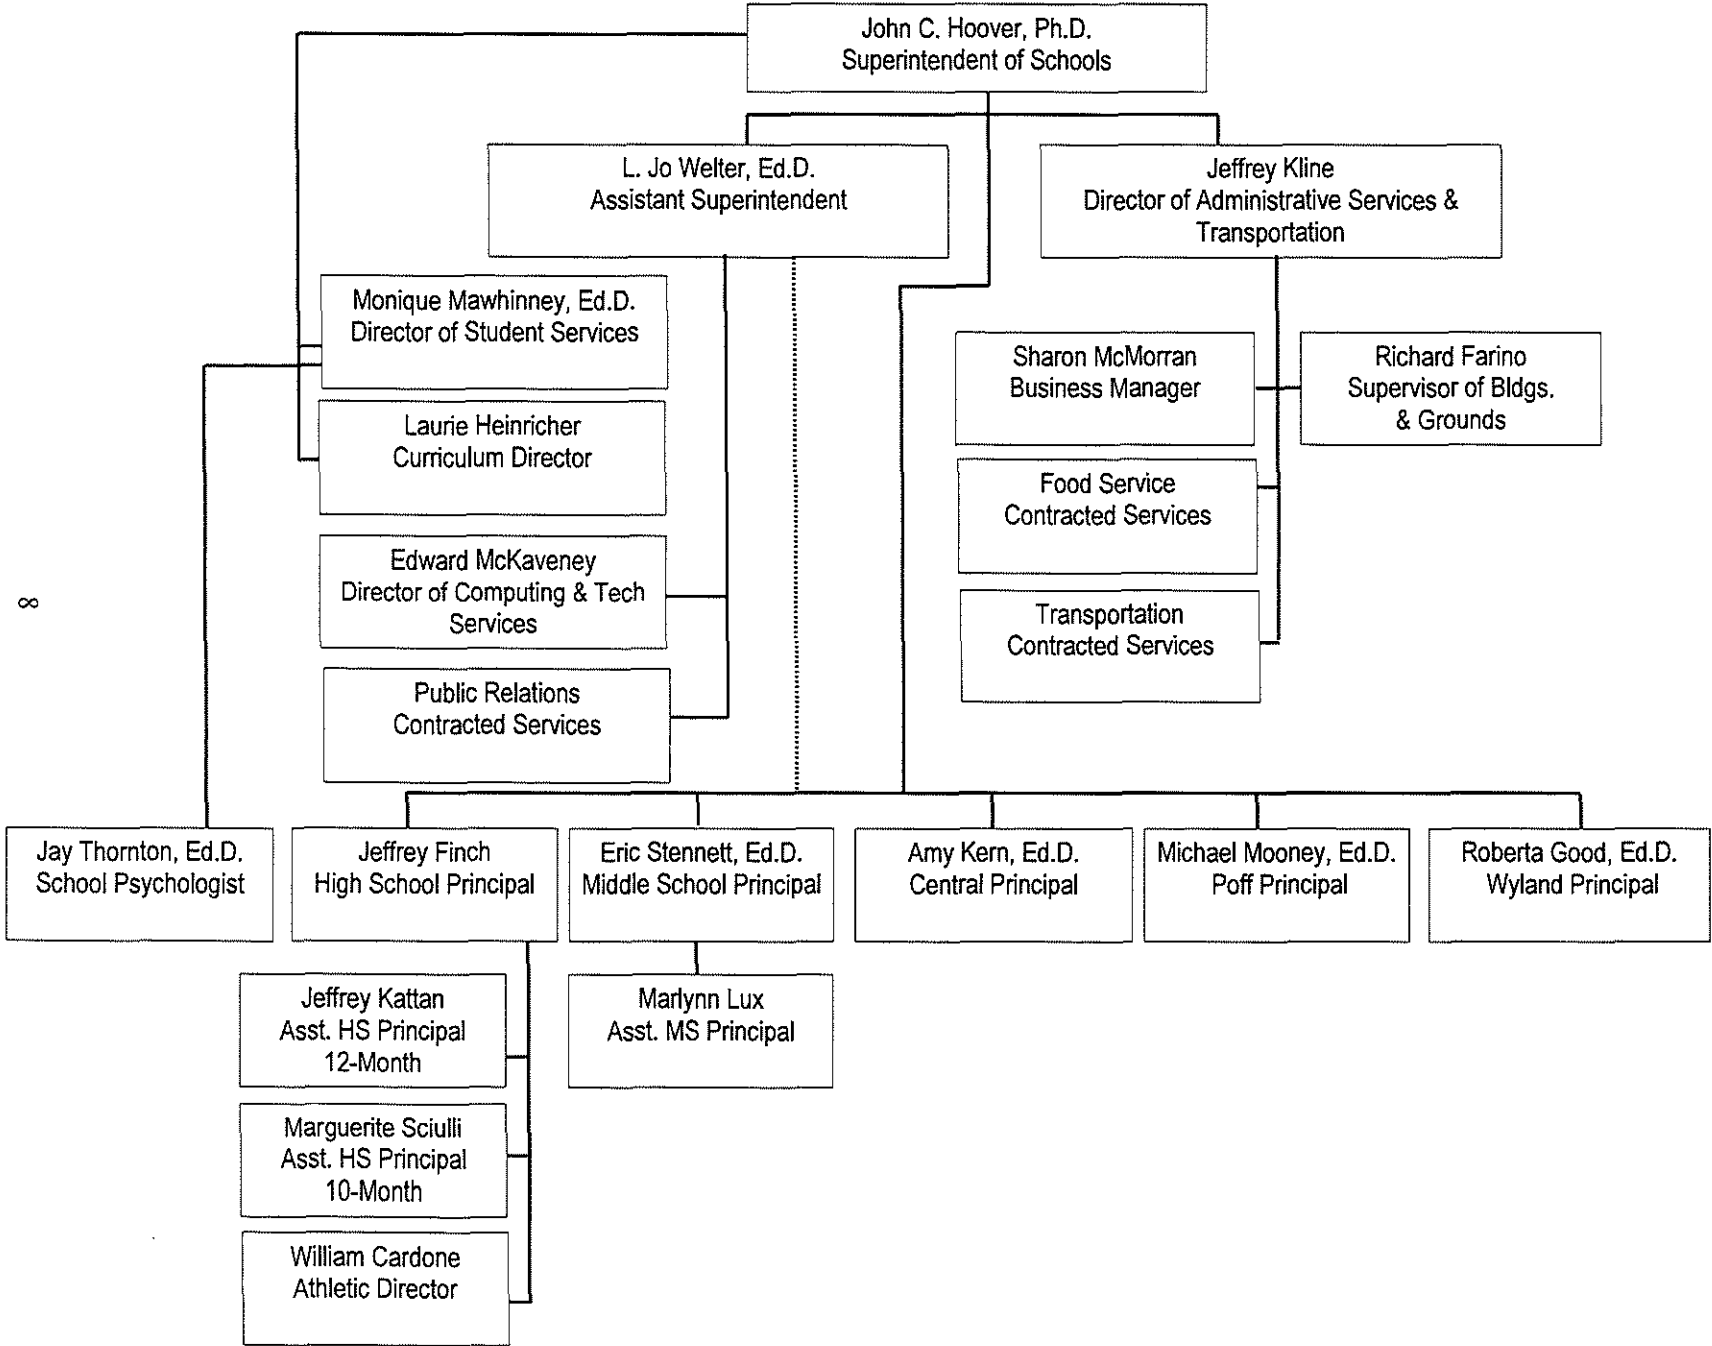 John C. Hoover, Ph.D.
Superintendent of Schools
L. Jo Welter, Ed.D.
Assistant Superintendent
Jeffrey Kline
Director of Administrative Services &
Transportation
Monique Mawhinney, Ed.D.
Director of Student Services
Sharon McMorran
Business Manager
Richard Farino
Supervisor of Bldgs.
& Grounds
Laurie Heinricher
Curriculum Director
Food Service
Contracted Services
Edward McKaveney
Director of Computing & Tech
Services
8
Transportation
Contracted Services
Public Relations
Contracted Services
Jay Thornton, Ed.D.
School Psychologist
Jeffrey Finch
High School Principal
Eric Stennett, Ed.D.
Middle School Principal
Amy Kern, Ed.D.
Central Principal
Michael Mooney, Ed.D.
Poff Principal
Roberta Good, Ed.D.
Wyland Principal
Jeffrey Kattan
Asst. HS Principal
12-Month
Marlynn Lux
Asst. MS Principal
Marguerite Sciulli
Asst. HS Principal
10-Month
William Cardone
Athletic Director